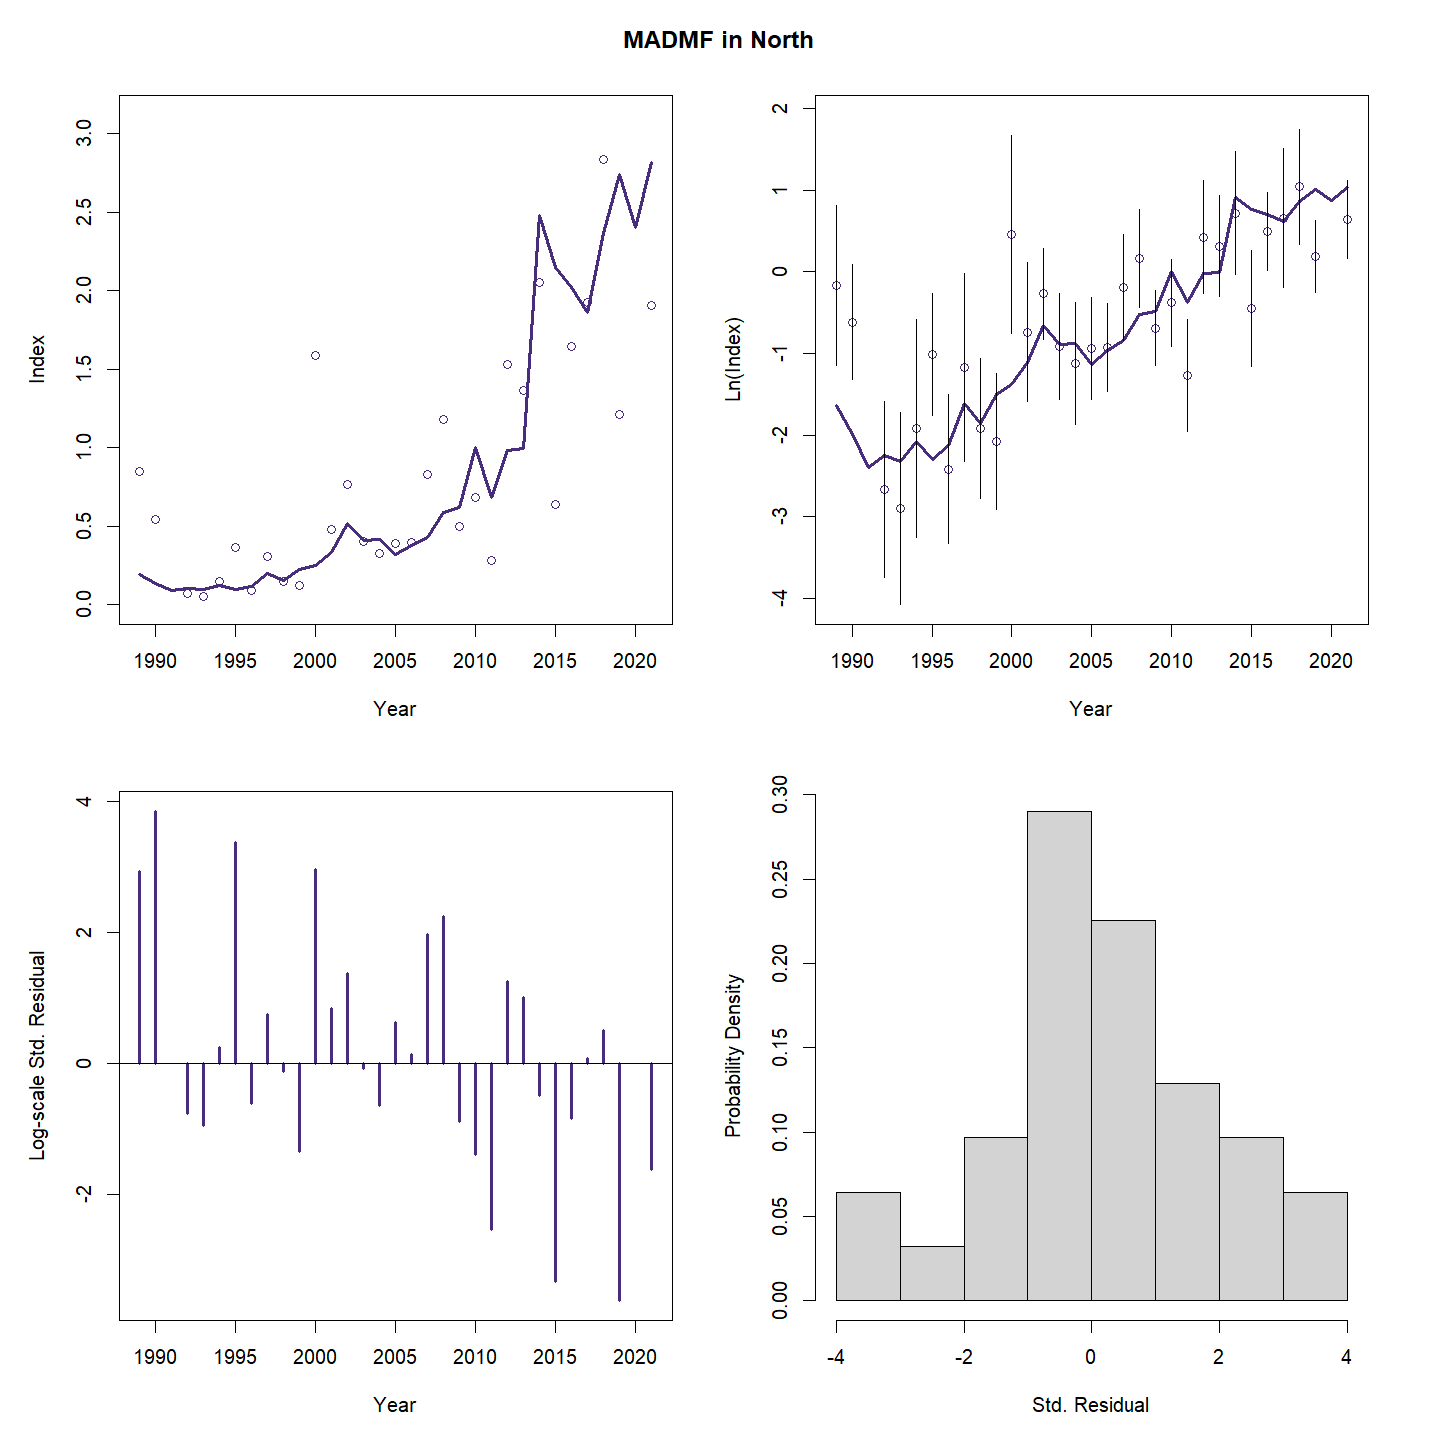 MADMF in North
Index
0.0 0.5 1.0 1.5 2.0 2.5 3.0
1990 1995 2000 2005 2010 2015 2020
Year
Ln(Index)
-4 -3 -2 -1 0 1 2
1990 1995 2000 2005 2010 2015 2020
Year
Log-scale Std. Residual
-2 0 2 4
1990 1995 2000 2005 2010 2015 2020
Year
Probability Density
0.00 0.05 0.10 0.15 0.20 0.25 0.30
-4 -2 0 2 4
Std. Residual